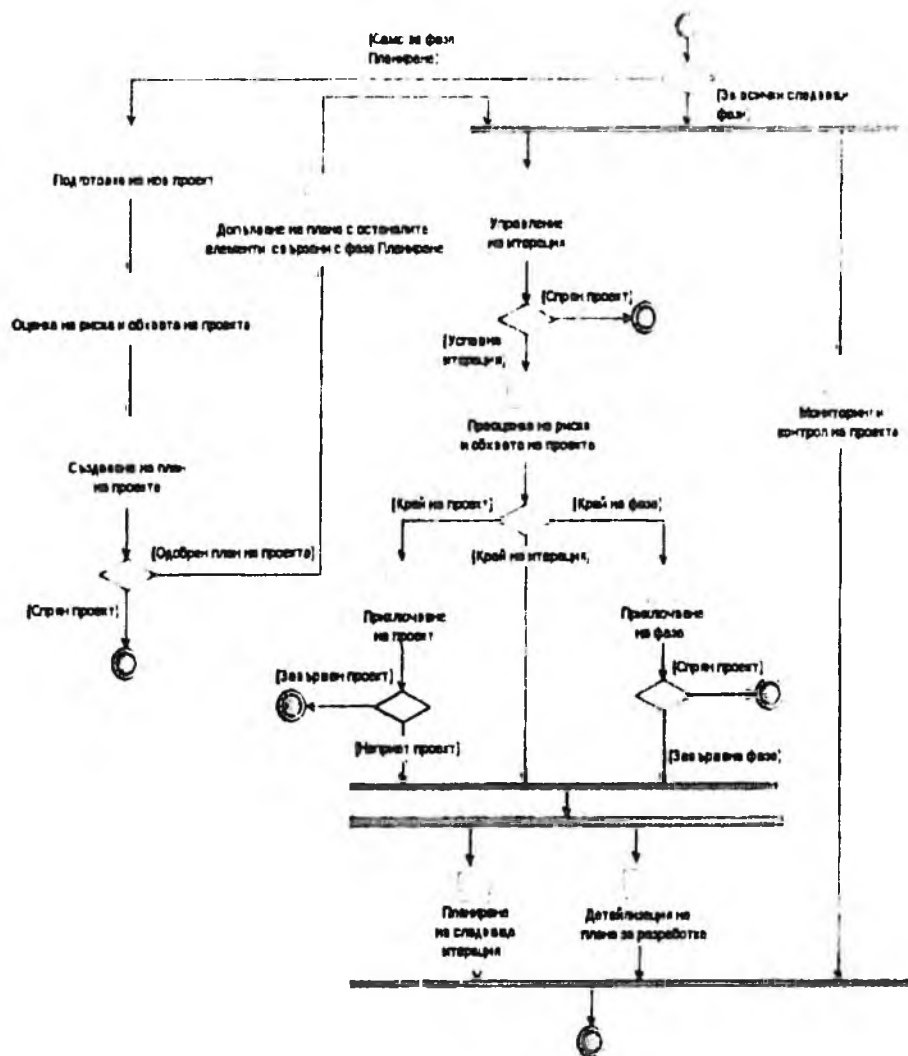 [Само за фаза
Планиране]
[За всички следващи
фази]
Подготовка на нов проект
Допълване на плана с останалите
елементи свързани с фаза Планиране
Управление
на итерация
Оценка на риска и обхвата на проекта
[Спрян проект]
[Успешна
итерация]
Преоценка на риска
и обхвата на проекта
Мониторинг и
контрол на проекта
Създаване на план
на проекта
[Край на проект]
[Край на фаза]
[Одобрен план на проекта]
[Край на итерация]
[Спрян проект]
Приключване
на проект
Приключване
на фаза
[Завършен проект]
[Спрян проект]
[Неприет проект]
[Завършена фаза]
Планиране
на следваща
итерация
Детайлизация на
плана за разработка